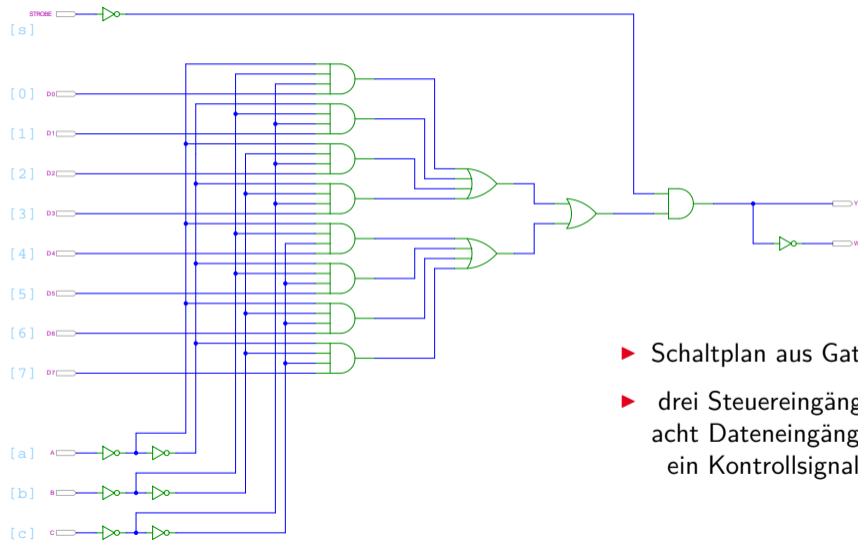 STROBE
[s]
[0] D0
[1] D1
[2] D2
[3] D3
[4] D4
[5] D5
[6] D6
[7] D7
Y
W
► Schaltplan aus Gat
► drei Steuereingäng
acht Dateneingäng
ein Kontrollsignal
[a] A
[b] B
[c] C